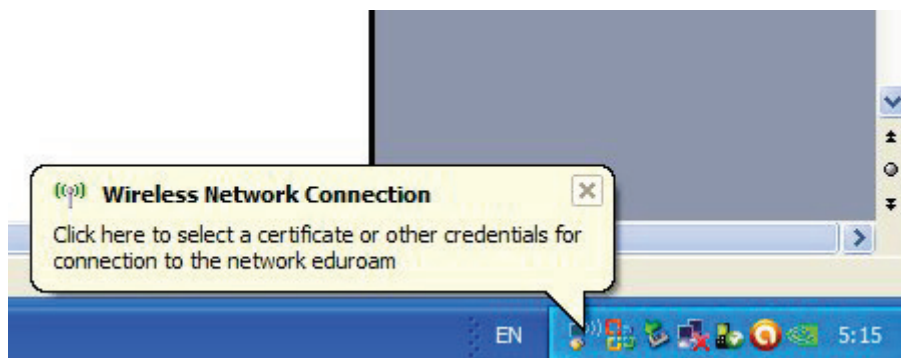 Wireless Network Connection
Click here to select a certificate or other credentials for
connection to the network eduroam
EN 5:15